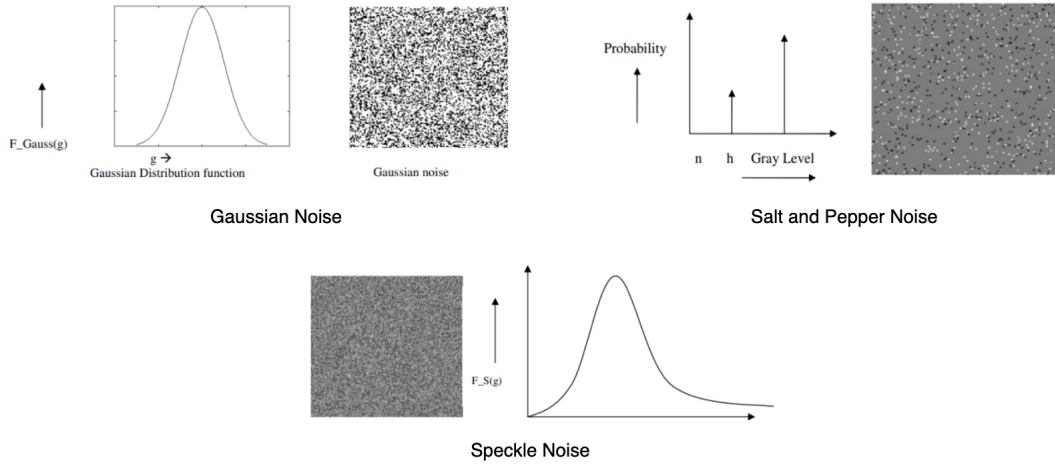 F_Gauss(g)
g →
Gaussian Distribution function
Gaussian noise
Gaussian Noise
Probability
n h Gray Level
Salt and Pepper Noise
F_S(g)
Speckle Noise